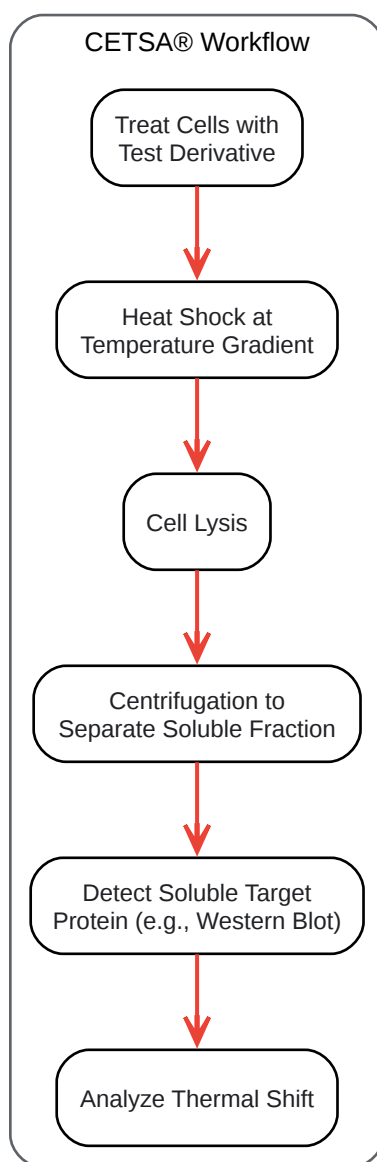 CETSA® Workflow
Treat Cells with
Test Derivative
Heat Shock at
Temperature Gradient
Cell Lysis
Centrifugation to
Separate Soluble Fraction
Detect Soluble Target
Protein (e.g., Western Blot)
Analyze Thermal Shift